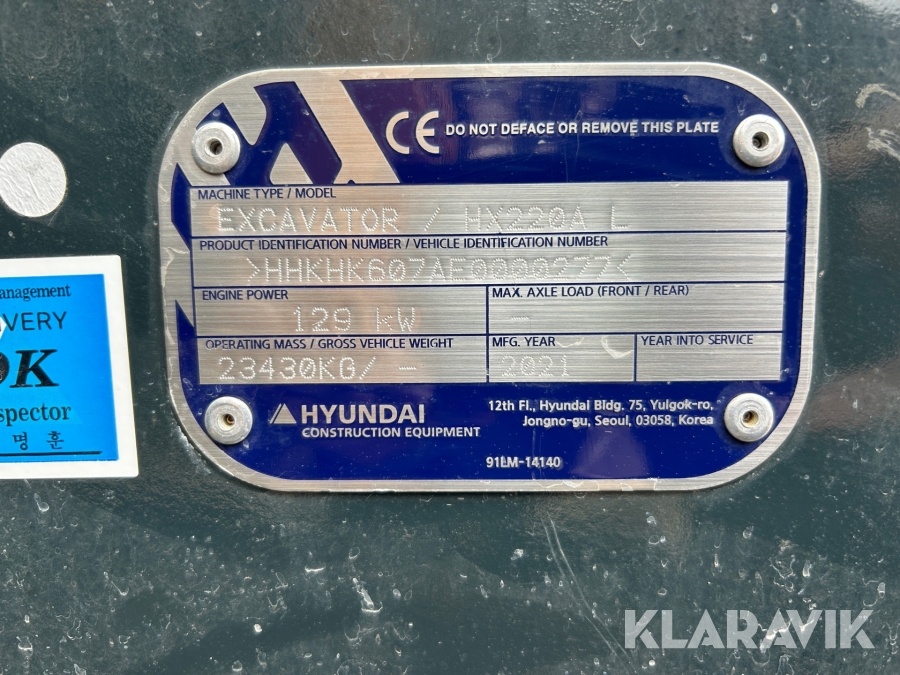 CE DO NOT DEFACE OR REMOVE THIS PLATE
MACHINE TYPE / MODEL
EXCAVATOR / HX220A L
PRODUCT IDENTIFICATION NUMBER / VEHICLE IDENTIFICATION NUMBER
>HHKHK607AE0000277<
ENGINE POWER
129 kW
MAX. AXLE LOAD (FRONT / REAR)
-
OPERATING MASS / GROSS VEHICLE WEIGHT
23430KG/ -
MFG. YEAR
2021
YEAR INTO SERVICE
HYUNDAI
CONSTRUCTION EQUIPMENT
12th Fl., Hyundai Bldg. 75, Yulgok-ro,
Jongno-gu, Seoul, 03058, Korea
91LM-14140
anagement
VERY
OK
spector
명 훈
KLARAVIK